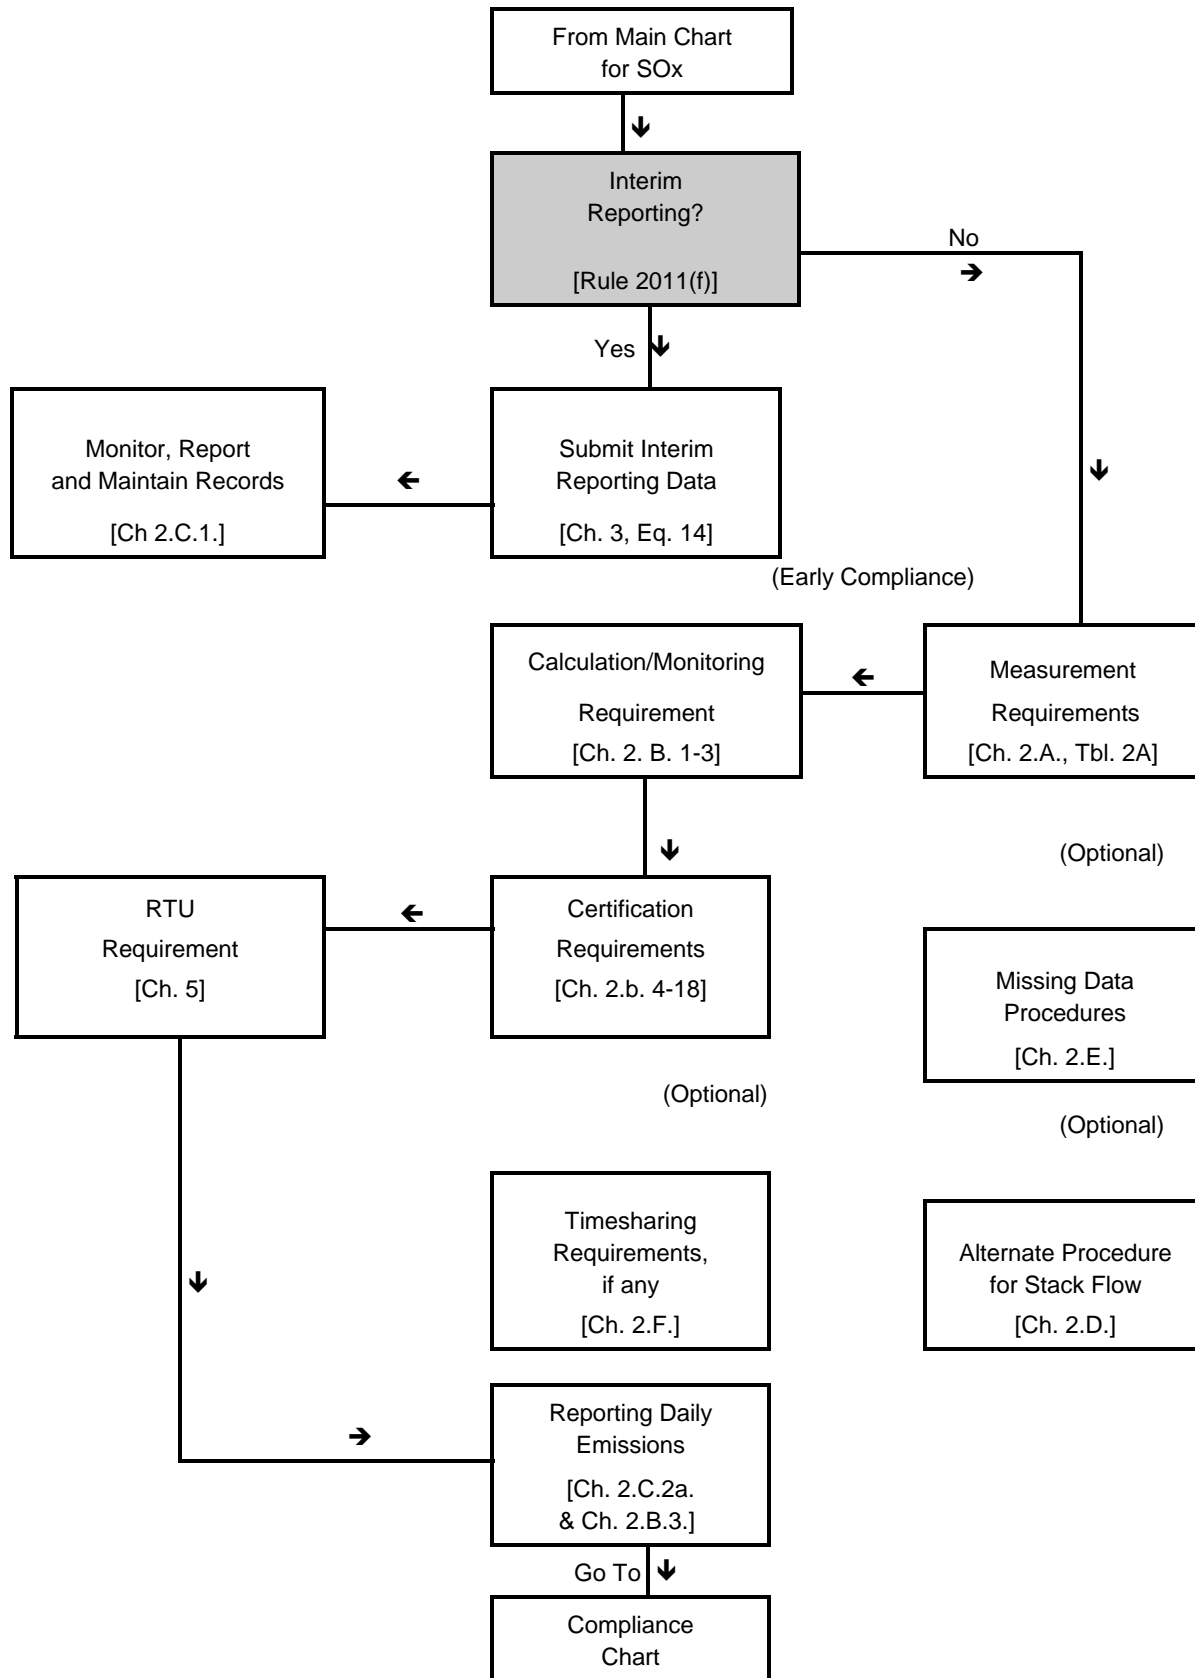 From Main Chart
for SOx
Interim
Reporting?
[Rule 2011(f)]
No
Yes
Monitor, Report
and Maintain Records
[Ch 2.C.1.]
Submit Interim
Reporting Data
[Ch. 3, Eq. 14]
(Early Compliance)
Calculation/Monitoring
Requirement
[Ch. 2. B. 1-3]
Measurement
Requirements
[Ch. 2.A., Tbl. 2A]
(Optional)
RTU
Requirement
[Ch. 5]
Certification
Requirements
[Ch. 2.b. 4-18]
Missing Data
Procedures
[Ch. 2.E.]
(Optional)
(Optional)
Timesharing
Requirements,
if any
[Ch. 2.F.]
Alternate Procedure
for Stack Flow
[Ch. 2.D.]
Reporting Daily
Emissions
[Ch. 2.C.2a.
& Ch. 2.B.3.]
Go To
Compliance
Chart